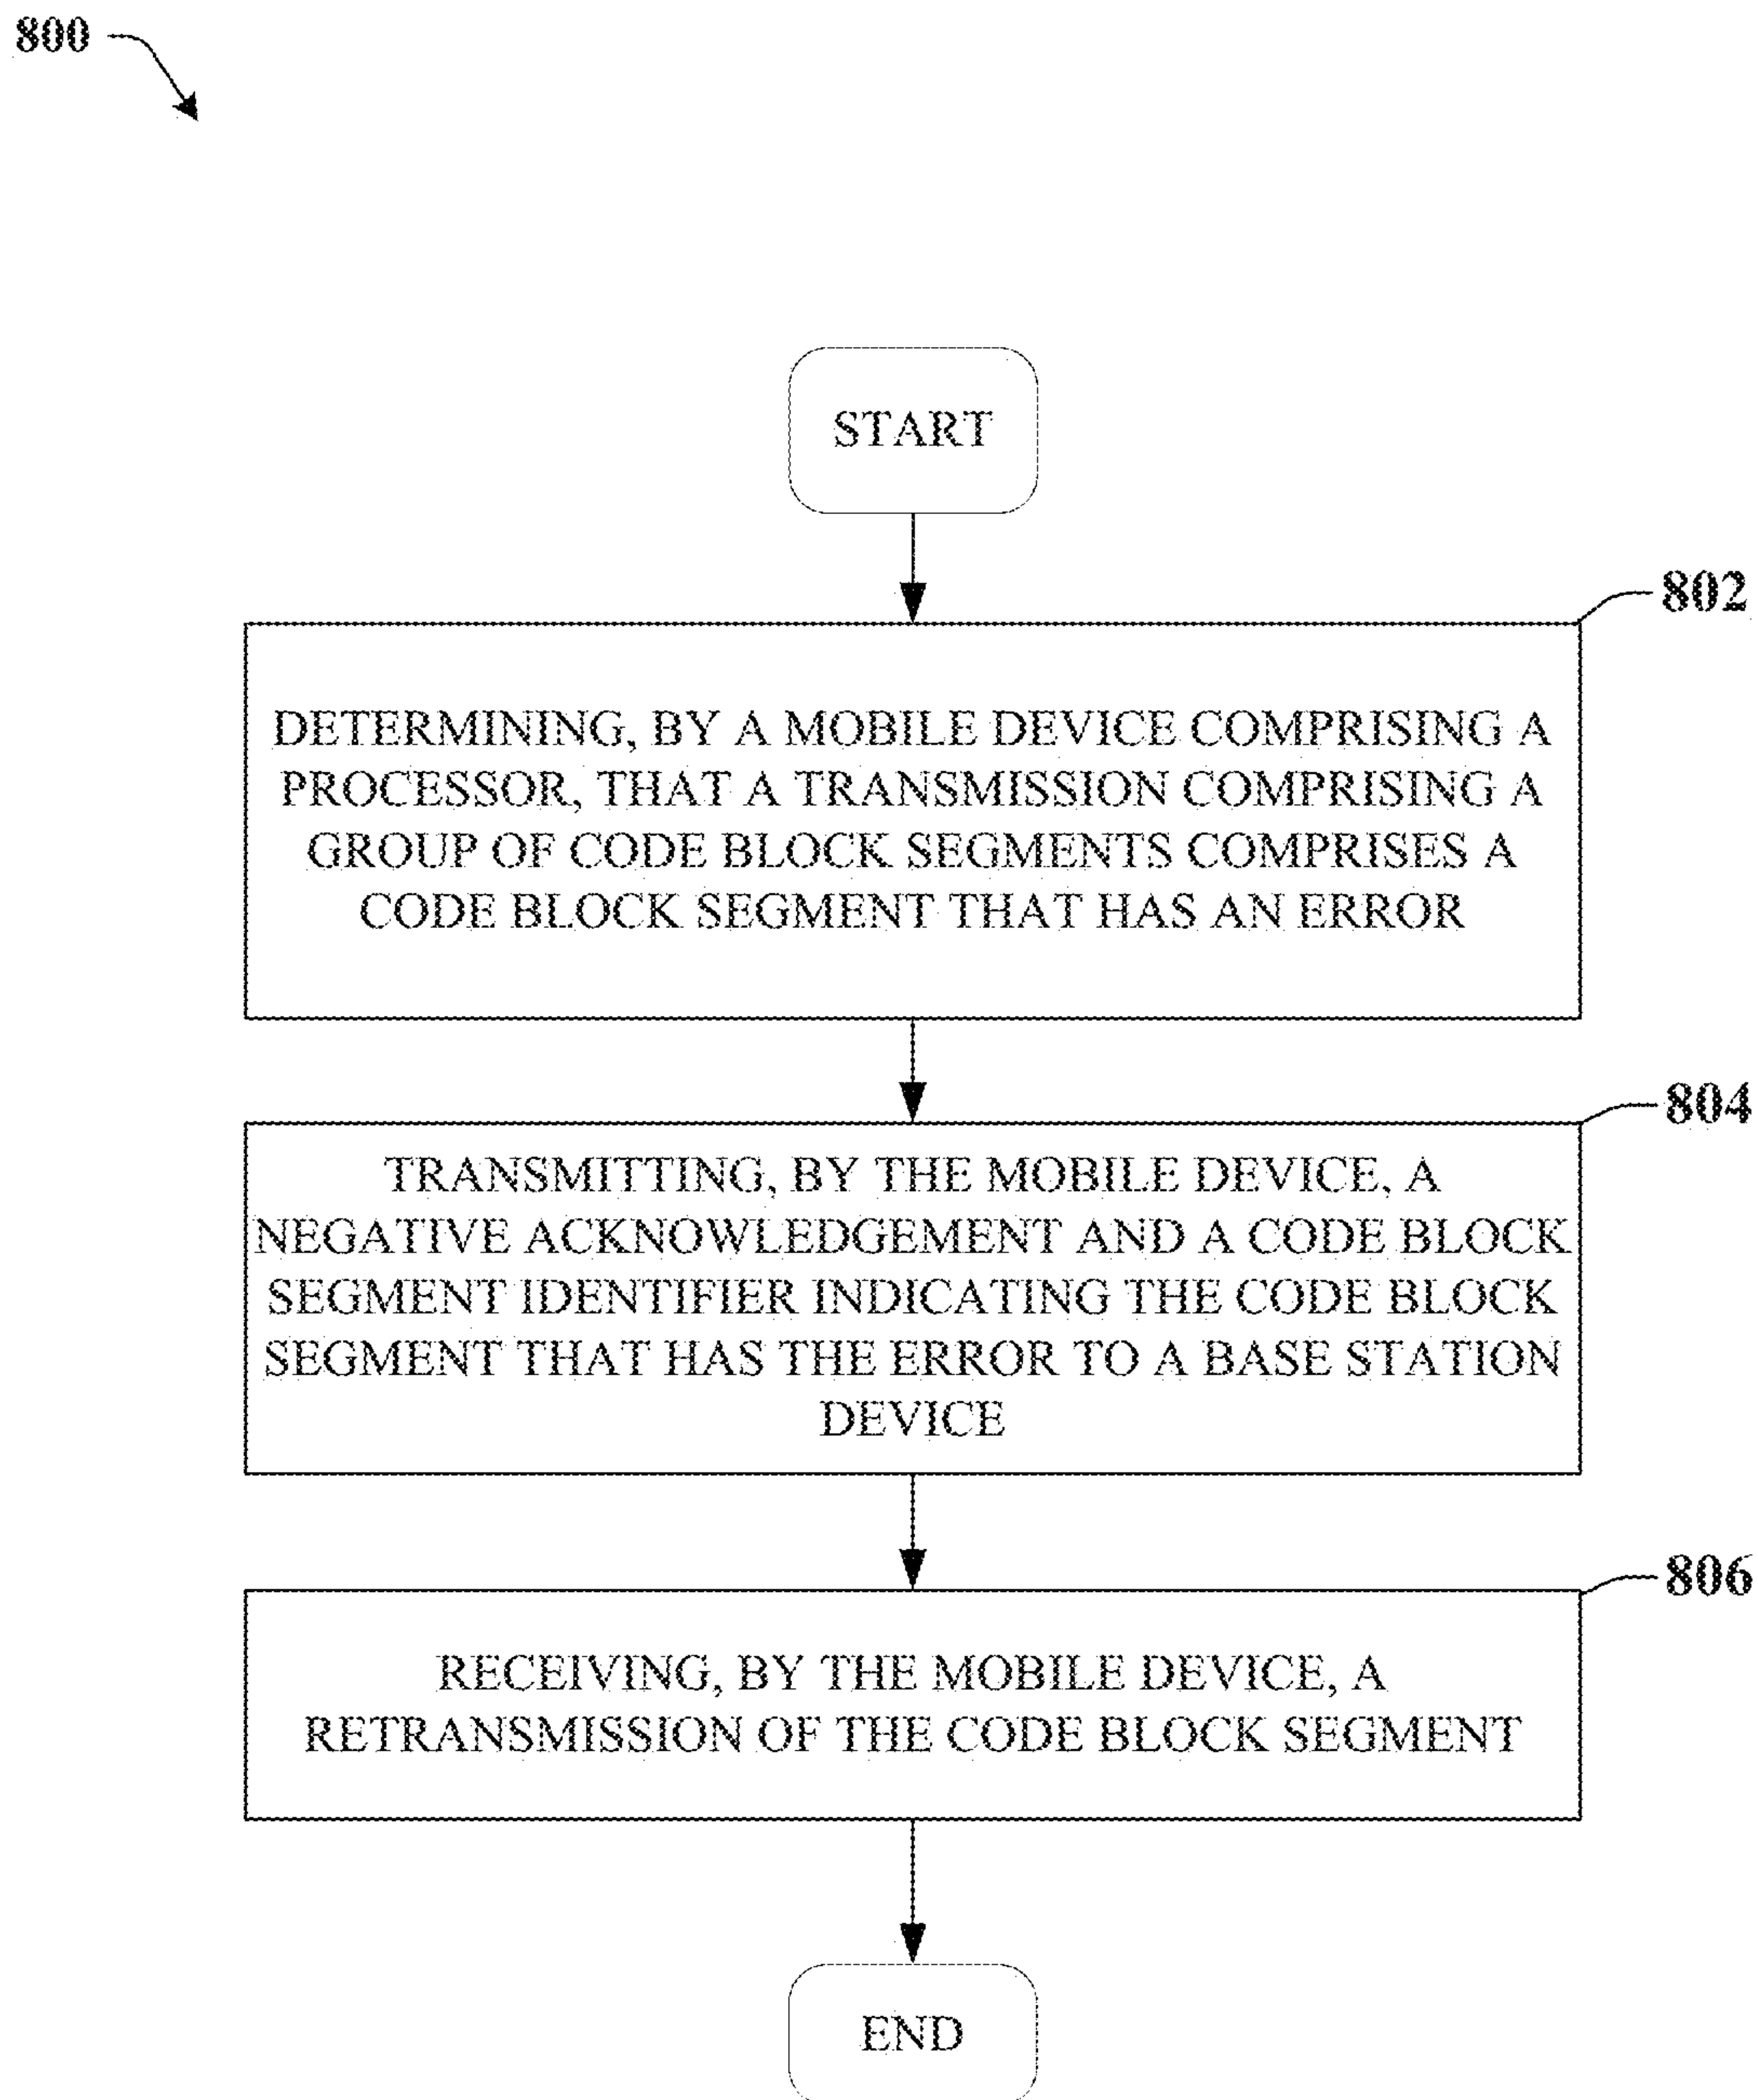 800
START
802
DETERMINING, BY A MOBILE DEVICE COMPRISING A
PROCESSOR, THAT A TRANSMISSION COMPRISING A
GROUP OF CODE BLOCK SEGMENTS COMPRISES A
CODE BLOCK SEGMENT THAT HAS AN ERROR
804
TRANSMITTING, BY THE MOBILE DEVICE, A
NEGATIVE ACKNOWLEDGEMENT AND A CODE BLOCK
SEGMENT IDENTIFIER INDICATING THE CODE BLOCK
SEGMENT THAT HAS THE ERROR TO A BASE STATION
DEVICE
806
RECEIVING, BY THE MOBILE DEVICE, A
RETRANSMISSION OF THE CODE BLOCK SEGMENT
END